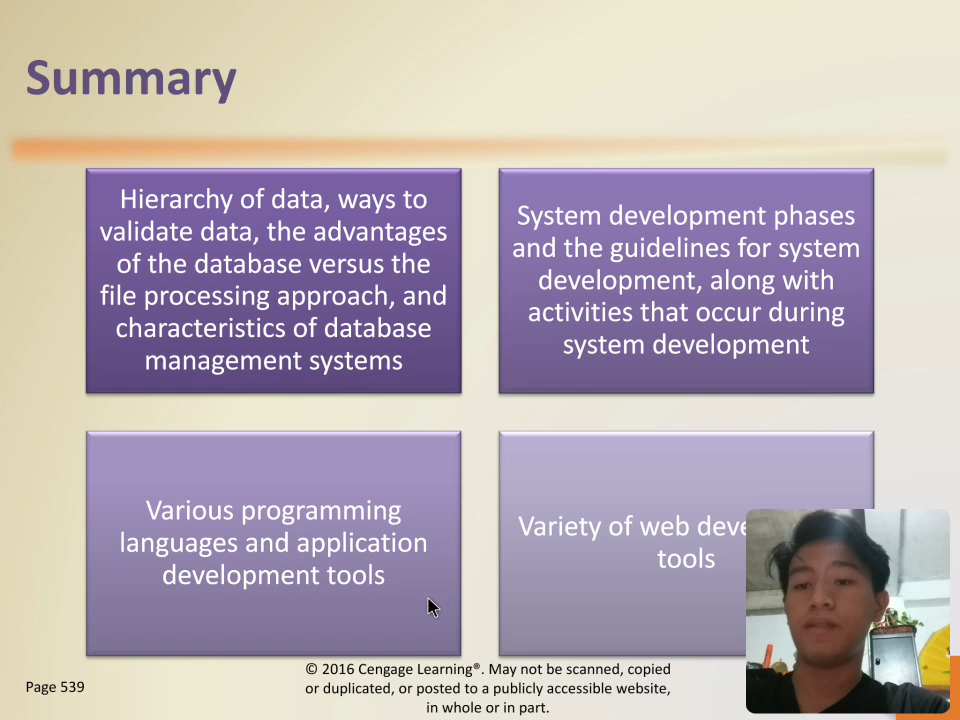 Summary
Hierarchy of data, ways to
validate data, the advantages
of the database versus the
file processing approach, and
characteristics of database
management systems
System development phases
and the guidelines for system
development, along with
activities that occur during
system development
Various programming
languages and application
development tools
Variety of web
tools
Page 539
© 2016 Cengage Learning®. May not be scanned, copied
or duplicated, or posted to a publicly accessible website,
in whole or in part.